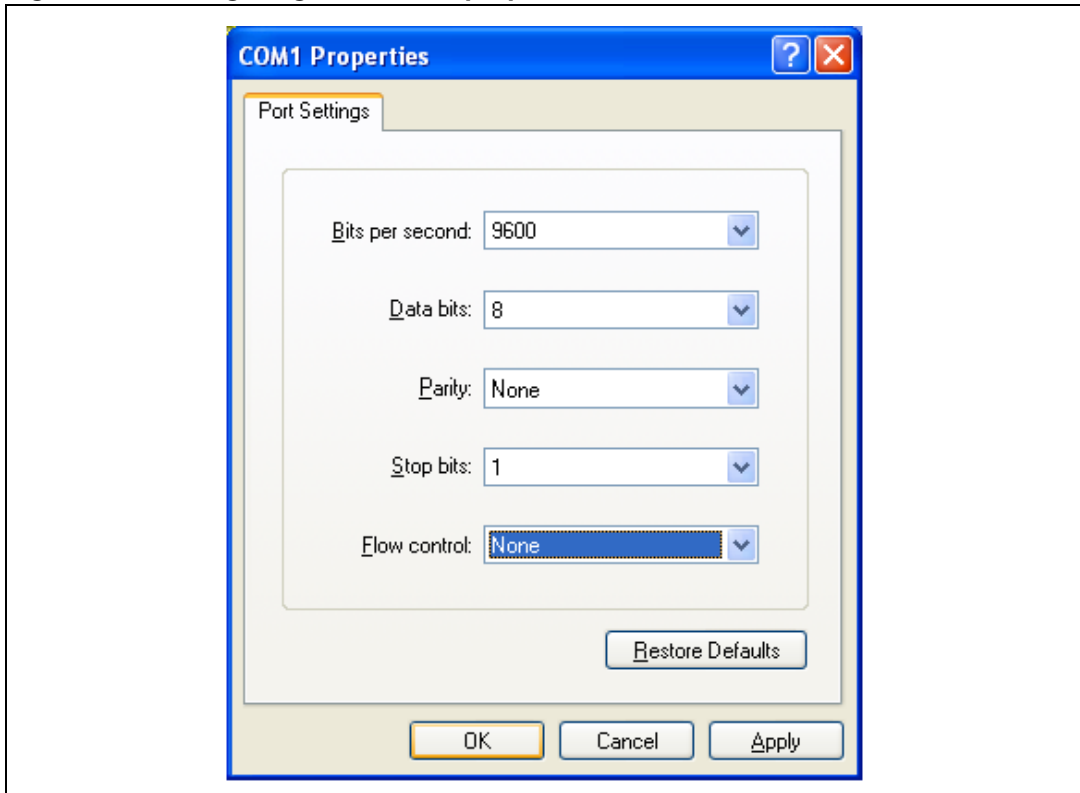 COM1 Properties
Port Settings
Bits per second: 9600
Data bits: 8
Parity: None
Stop bits: 1
Flow control: None
Restore Defaults
OK Cancel Apply